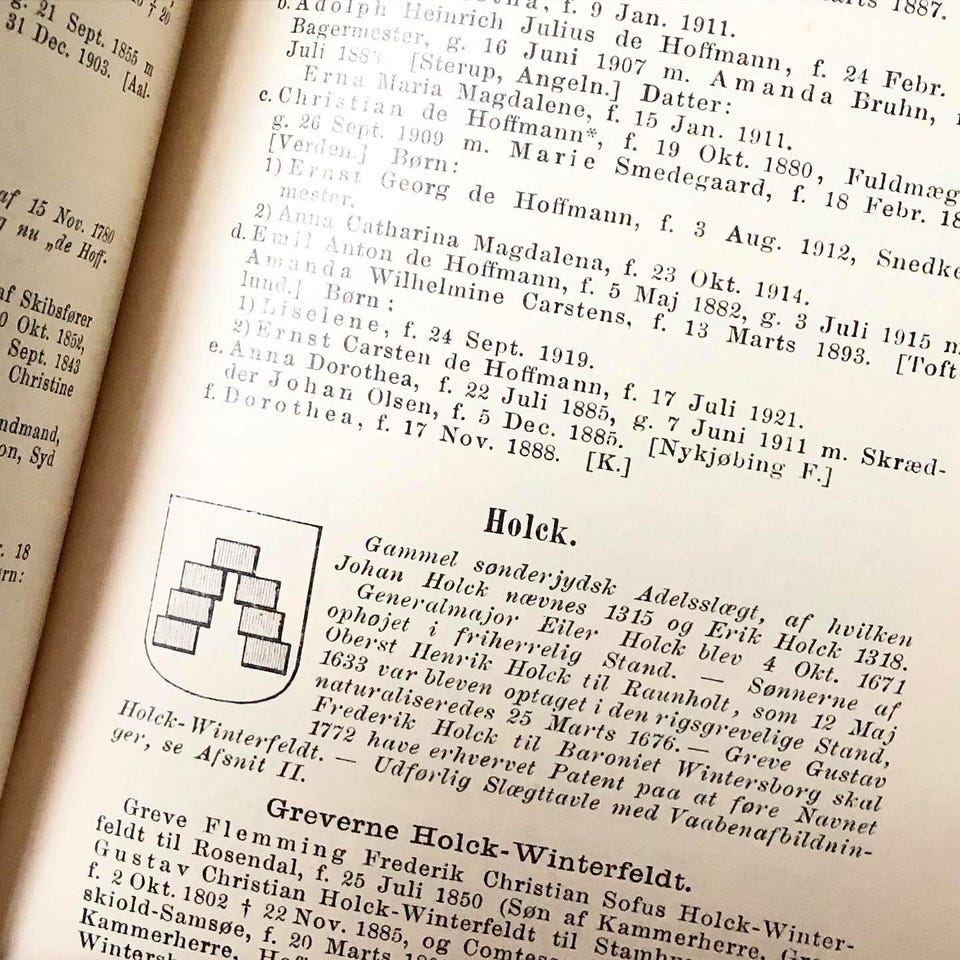 g. 21 Sept. 1855 m
31 Dec. 1903. [Aal-
af 15 Nov. 1780
nu „de Hoff-
af Skibsfører
Okt. 1852,
Sept. 1843
Christine
ndmand,
on, Syd
. 18
rn:
f. 9 Jan. 1911.
1887.
b. Adolph Heinrich Julius de Hoffmann, f. 24 Febr.
Bagermester, g. 16 Juni 1907 m. Amanda Bruhn,
Juli [Sterup, Angeln.] Datter:
Erna Maria Magdalene, f. 15 Jan. 1911.
c. Christian de Hoffmann*, f. 19 Okt. 1880, Fuldmæg
g. 26 Sept. 1909 m. Marie Smedegaard, f. 18 Febr. 18
[Verden.] Børn:
1) Ernst Georg de Hoffmann, f. 3 Aug. 1912, Snedke
mester.
2) Anna Catharina Magdalena, f. 23 Okt. 1914.
d. Emil Anton de Hoffmann, f. 5 Maj 1882, g. 3 Juli 1915 m.
Amanda Wilhelmine Carstens, f. 13 Marts 1893. [Toft
lund.] Børn:
1) Liselene, f. 24 Sept. 1919.
2) Ernst Carsten de Hoffmann, f. 17 Juli 1921.
e. Anna Dorothea, f. 22 Juli 1885, g. 7 Juni 1911 m. Skræd-
der Johan Olsen, f. 5 Dec. 1885. [Nykjøbing F.]
f. Dorothea, f. 17 Nov. 1888. [K.]
Holck.
Gammel sønderjydsk Adelsslægt, af hvilken
Johan Holck nævnes 1315 og Erik Holck 1318.
Generalmajor Eiler Holck blev 4 Okt. 1671
ophøjet i friherrelig Stand. — Sønnerne af
Oberst Henrik Holck til Raunholt, som 12 Maj
1633 var bleven optaget i den rigsgrevelige Stand,
naturaliseredes 25 Marts 1676. — Greve Gustav
Frederik Holck til Baroniet Wintersborg skal
1772 have erhvervet Patent paa at føre Navnet
Holck-Winterfeldt. — Udførlig Slægttavle med Vaabenafbildnin-
ger, se Afsnit II.
Greverne Holck-Winterfeldt.
Greve Flemming Frederik Christian Sofus Holck-Winter-
feldt til Rosendal, f. 25 Juli 1850 (Søn af Kammerherre, Greve
Gustav Christian Holck-Winterfeldt til Stamhu
f. 2 Okt. 1802 † 22 Nov. 1885, og Comtes
skiold-Samsøe, f. 20 Marts
Kammerherre,